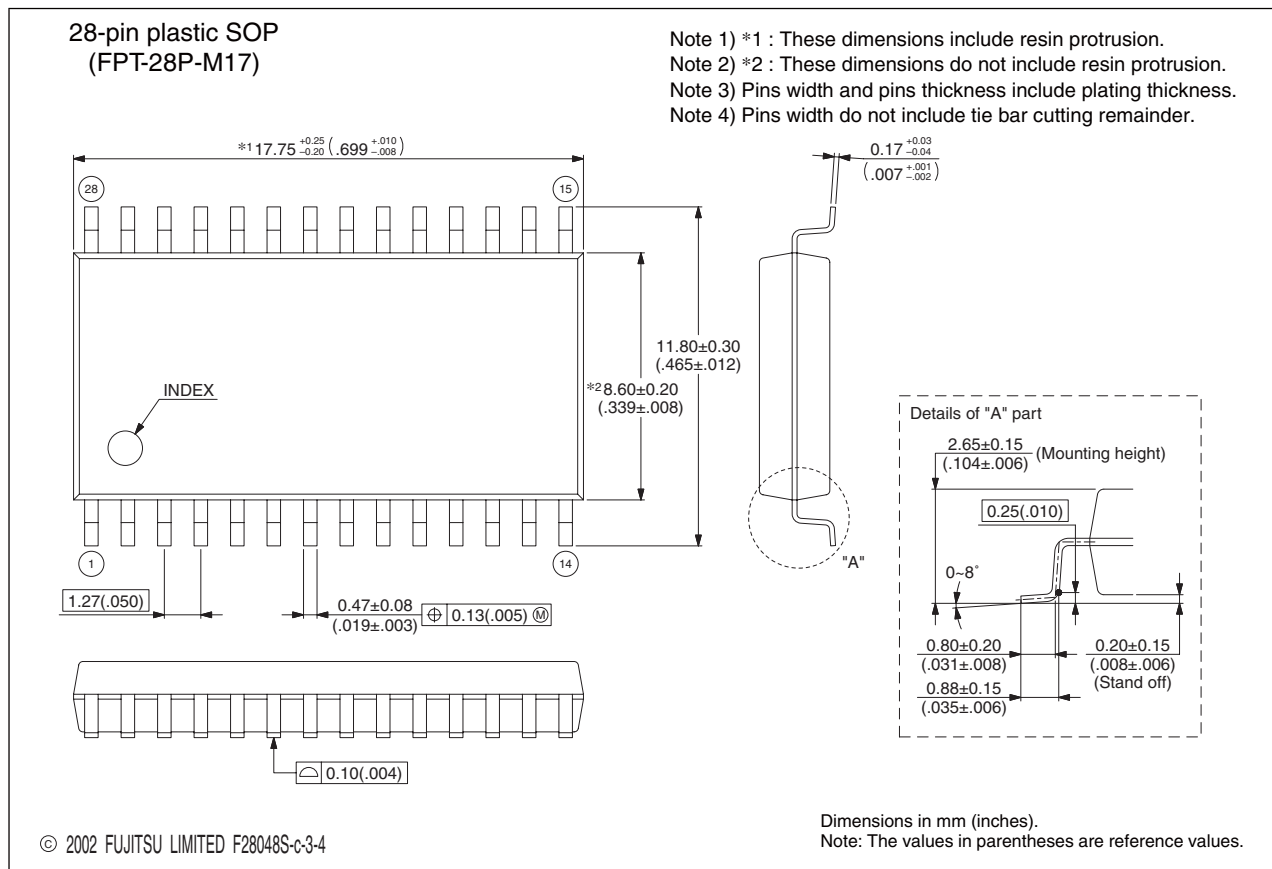 28-pin plastic SOP
(FPT-28P-M17)
Note 1) *1 : These dimensions include resin protrusion.
Note 2) *2 : These dimensions do not include resin protrusion.
Note 3) Pins width and pins thickness include plating thickness.
Note 4) Pins width do not include tie bar cutting remainder.
*1 17.75 +0.25 −0.20 (.699 +.010 −.008)
0.17 +0.03 −0.04
(.007 +.001 −.002)
28
15
11.80±0.30
(.465±.012)
*2 8.60±0.20
(.339±.008)
INDEX
1
14
"A"
1.27(.050)
0.47±0.08
(.019±.003)
⌖ 0.13(.005) Ⓜ
Details of "A" part
2.65±0.15
(.104±.006)
(Mounting height)
0.25(.010)
0~8°
0.80±0.20
(.031±.008)
0.88±0.15
(.035±.006)
0.20±0.15
(.008±.006)
(Stand off)
⌓ 0.10(.004)
© 2002 FUJITSU LIMITED F28048S-c-3-4
Dimensions in mm (inches).
Note: The values in parentheses are reference values.